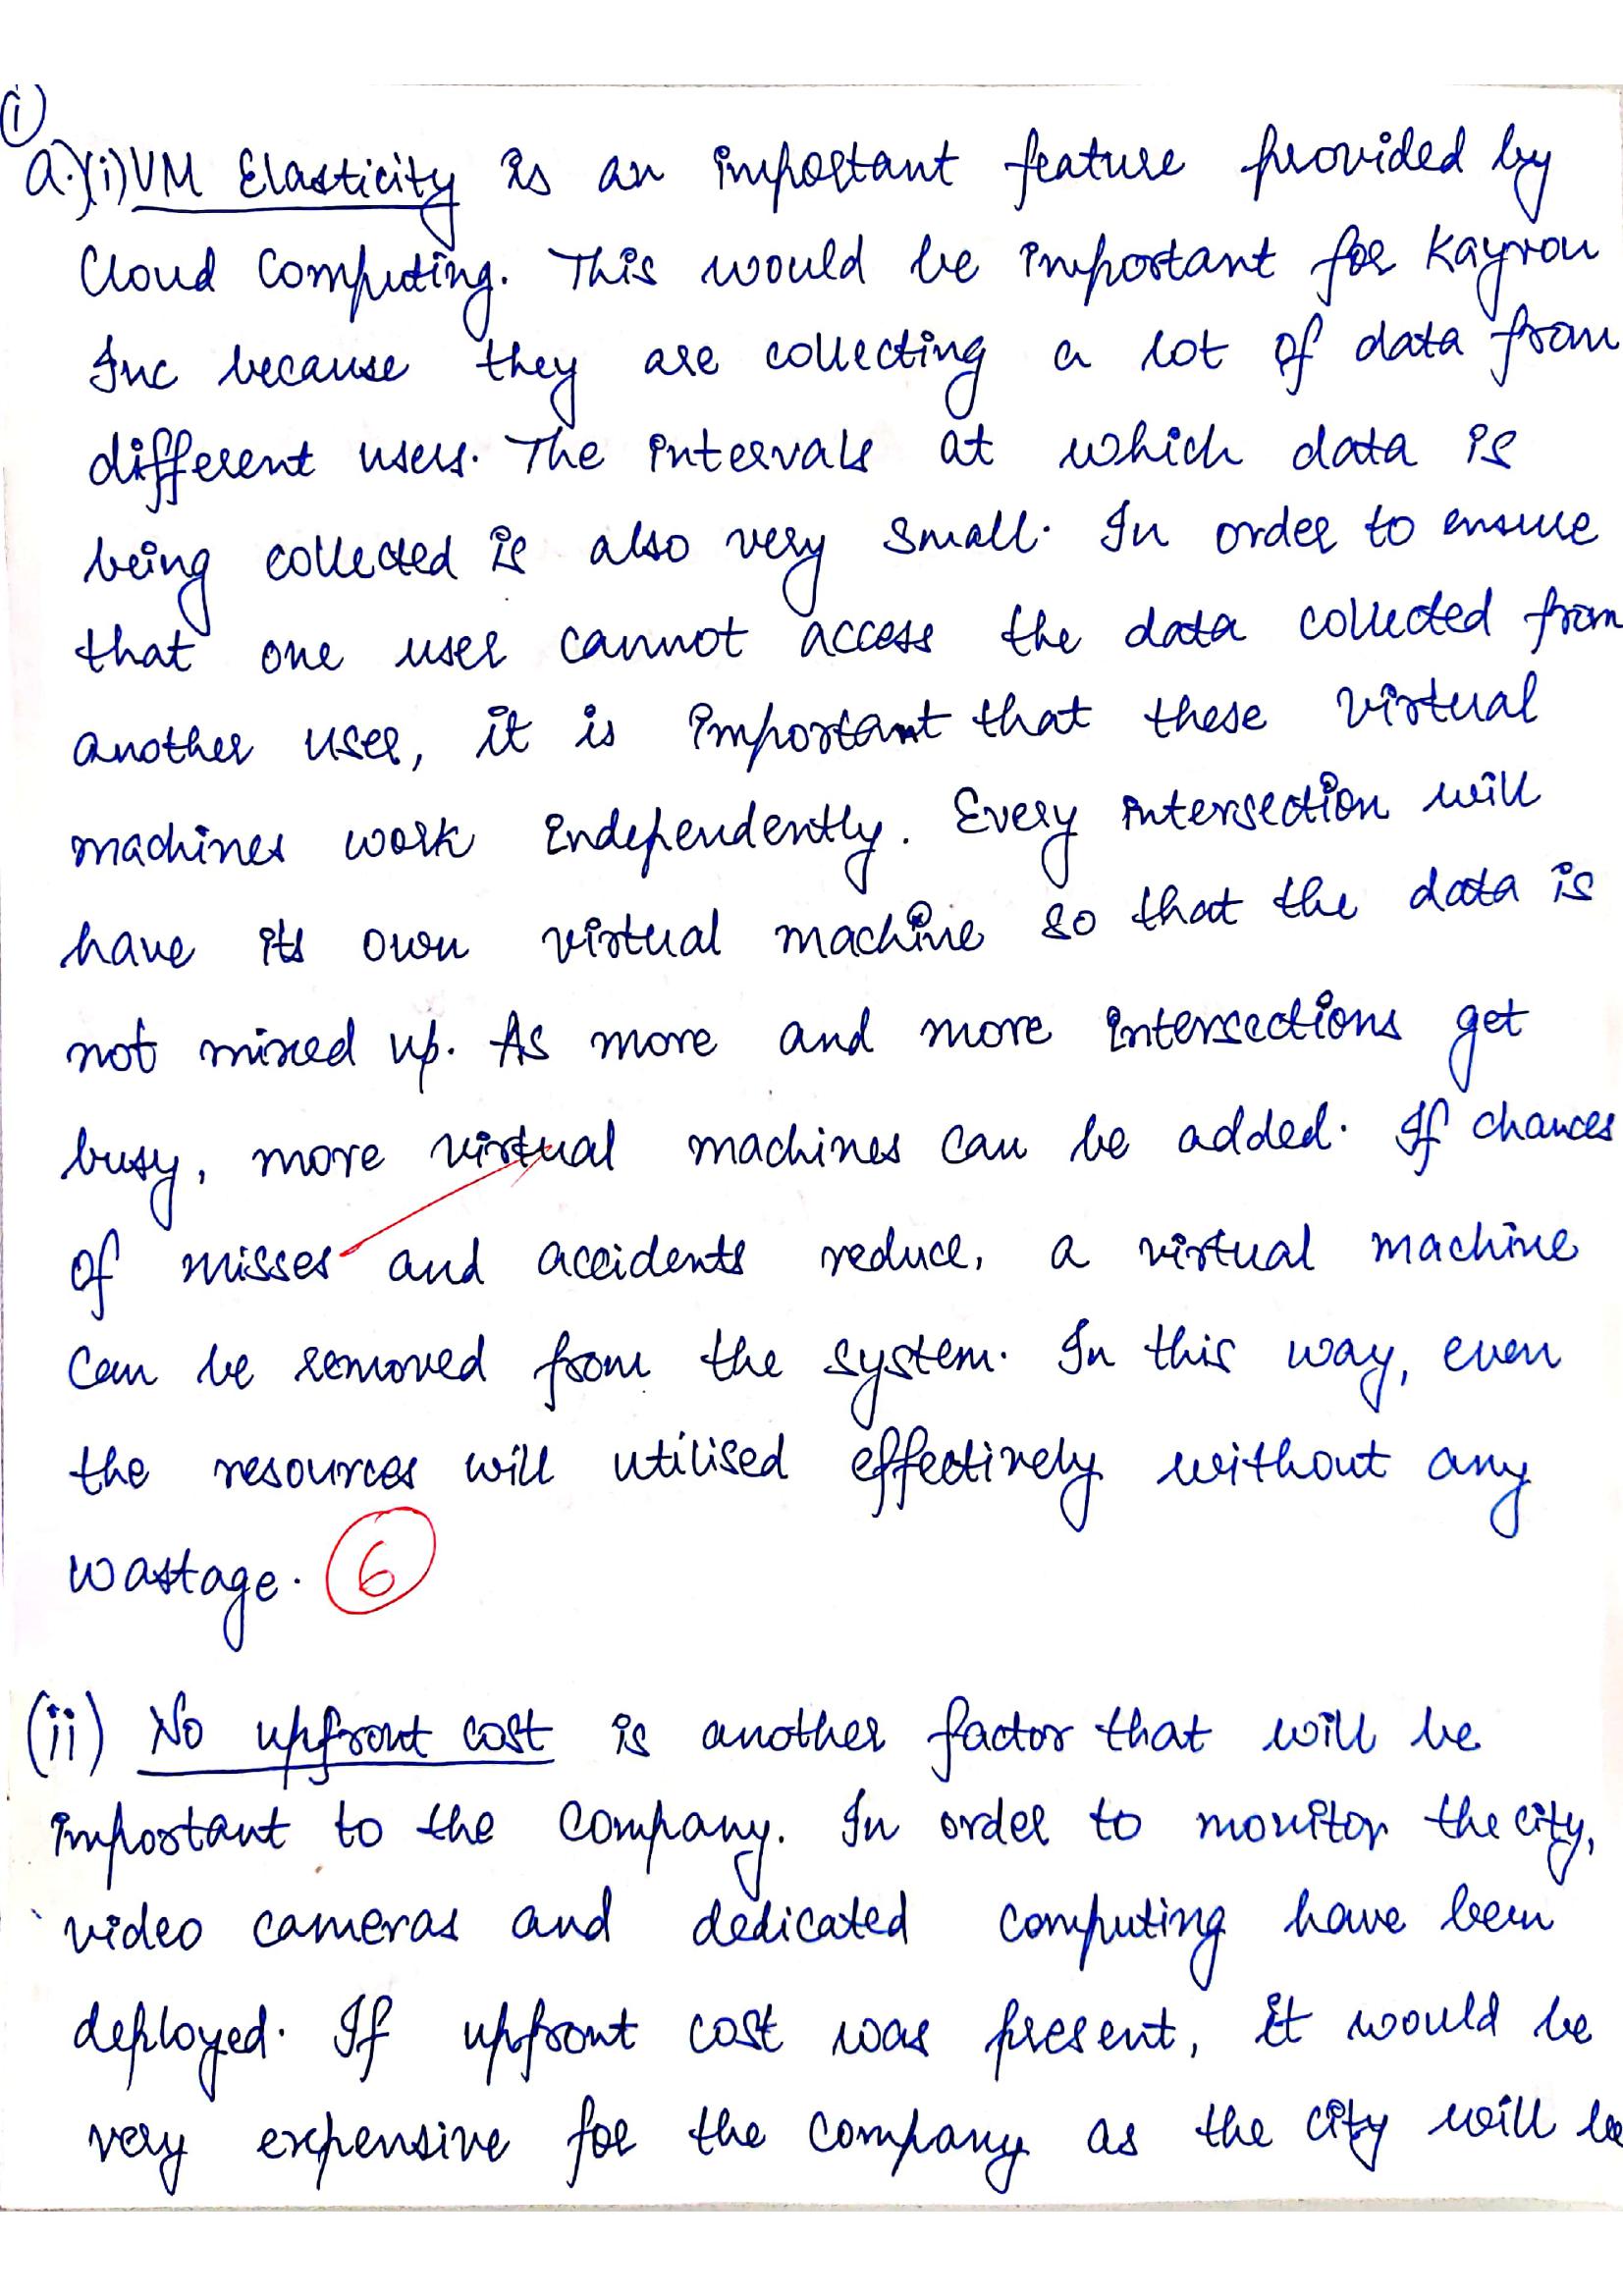 (i)
a.)(i) VM Elasticity is an important feature provided by
Cloud Computing. This would be important for Kayrou
Inc because they are collecting a lot of data from
different users. The intervals at which data is
being collected is also very small. In order to ensure
that one user cannot access the data collected from
another user, it is important that these virtual
machines work independently. Every intersection will
have its own virtual machine so that the data is
not mixed up. As more and more intersections get
busy, more virtual machines can be added. If chances
of misses and accidents reduce, a virtual machine
can be removed from the system. In this way, even
the resources will utilised effectively without any
wastage. 6
(ii) No upfront cost is another factor that will be
important to the company. In order to monitor the city,
video cameras and dedicated computing have been
deployed. If upfront cost was present, it would be
very expensive for the company as the city will be